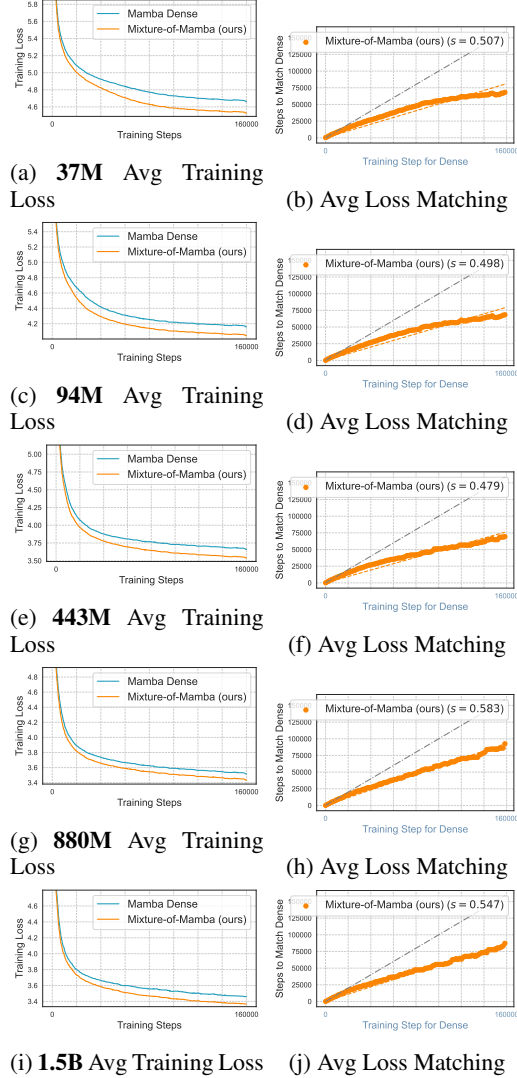 5.8
5.6
5.4
5.2
5.0
4.8
4.6
Training Loss
Mamba Dense
Mixture-of-Mamba (ours)
0
160000
Training Steps
Steps to Match Dense
125000
100000
75000
50000
25000
0
Mixture-of-Mamba (ours) (s = 0.507)
0
160000
Training Step for Dense
(a) 37M Avg Training
Loss
(b) Avg Loss Matching
5.4
5.2
5.0
4.8
4.6
4.4
4.2
Training Loss
Mamba Dense
Mixture-of-Mamba (ours)
0
160000
Training Steps
Steps to Match Dense
125000
100000
75000
50000
25000
0
Mixture-of-Mamba (ours) (s = 0.498)
0
160000
Training Step for Dense
(c) 94M Avg Training
Loss
(d) Avg Loss Matching
5.00
4.75
4.50
4.25
4.00
3.75
3.50
Training Loss
Mamba Dense
Mixture-of-Mamba (ours)
0
160000
Training Steps
Steps to Match Dense
125000
100000
75000
50000
25000
0
Mixture-of-Mamba (ours) (s = 0.479)
0
160000
Training Step for Dense
(e) 443M Avg Training
Loss
(f) Avg Loss Matching
4.8
4.6
4.4
4.2
4.0
3.8
3.6
3.4
Training Loss
Mamba Dense
Mixture-of-Mamba (ours)
0
160000
Training Steps
Steps to Match Dense
125000
100000
75000
50000
25000
0
Mixture-of-Mamba (ours) (s = 0.583)
0
160000
Training Step for Dense
(g) 880M Avg Training
Loss
(h) Avg Loss Matching
4.6
4.4
4.2
4.0
3.8
3.6
3.4
Training Loss
Mamba Dense
Mixture-of-Mamba (ours)
0
160000
Training Steps
Steps to Match Dense
125000
100000
75000
50000
25000
0
Mixture-of-Mamba (ours) (s = 0.547)
0
160000
Training Step for Dense
(i) 1.5B Avg Training Loss
(j) Avg Loss Matching